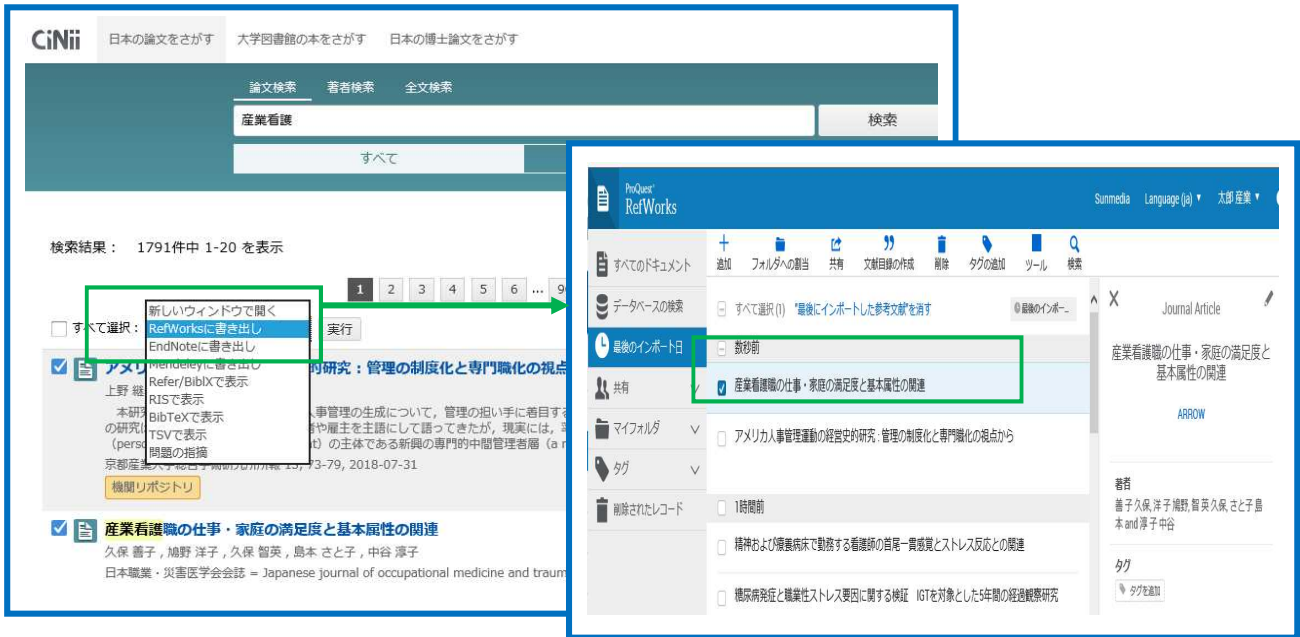 CiNii 日本の論文をさがす 大学図書館の本をさがす 日本の博士論文をさがす
論文検索 著者検索 全文検索
産業看護 検索
すべて
検索結果： 1791件中 1-20 を表示
1 2 3 4 5 6 ...
すべて選択： 実行
新しいウィンドウで開く
RefWorksに書き出し
EndNoteに書き出し
Mendeleyに書き出し
Refer/BibIXで表示
RISで表示
BibTeXで表示
TSVで表示
問題の指摘
アメリ 的研究：管理の制度化と専門職化の視点
上野 継
本研 人事管理の生成について，管理の担い手に着目す
の研究 や雇主を主語にして語ってきたが，現実には，
(perso t）の主体である新興の専門的中間管理者層（a
73-79, 2018-07-31
機関リポジトリ
産業看護職の仕事・家庭の満足度と基本属性の関連
久保 善子 , 鳩野 洋子 , 久保 智英 , 島本 さと子 , 中谷 淳子
日本職業・災害医学会会誌 = Japanese journal of occupational medicine and traum
ProQuest®
RefWorks
Sunmedia Language (ja) ▼ 太郎 産業 ▼
すべてのドキュメント
データベースの検索
最後のインポート日
共有
マイフォルダ
タグ
削除されたレコード
追加 フォルダへの割当 共有 文献目録の作成 削除 タグの追加 ツール 検索
すべて選択 (1) "最後にインポートした参考文献"を消す 最後のインポー...
数秒前
産業看護職の仕事・家庭の満足度と基本属性の関連
アメリカ人事管理運動の経営史的研究 : 管理の制度化と専門職化の視点から
1時間前
精神および療養病床で勤務する看護師の首尾一貫感覚とストレス反応との関連
糖尿病発症と職業性ストレス要因に関する検証 IGTを対象とした5年間の経過観察研究
X Journal Article
産業看護職の仕事・家庭の満足度と
基本属性の関連
ARROW
著者
善子久保, 洋子鳩野, 智英久保, さと子島
本 and 淳子中谷
タグ
タグを追加